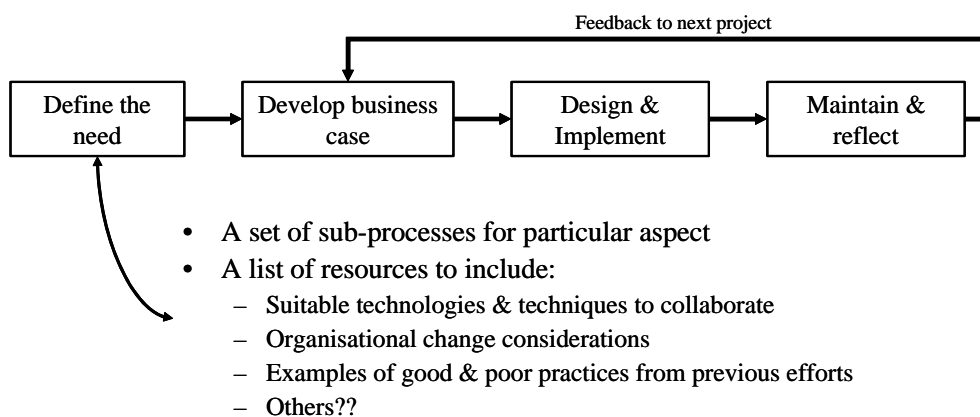 Feedback to next project
Define the
need
Develop business
case
Design &
Implement
Maintain &
reflect
• A set of sub-processes for particular aspect
• A list of resources to include:
– Suitable technologies & techniques to collaborate
– Organisational change considerations
– Examples of good & poor practices from previous efforts
– Others??